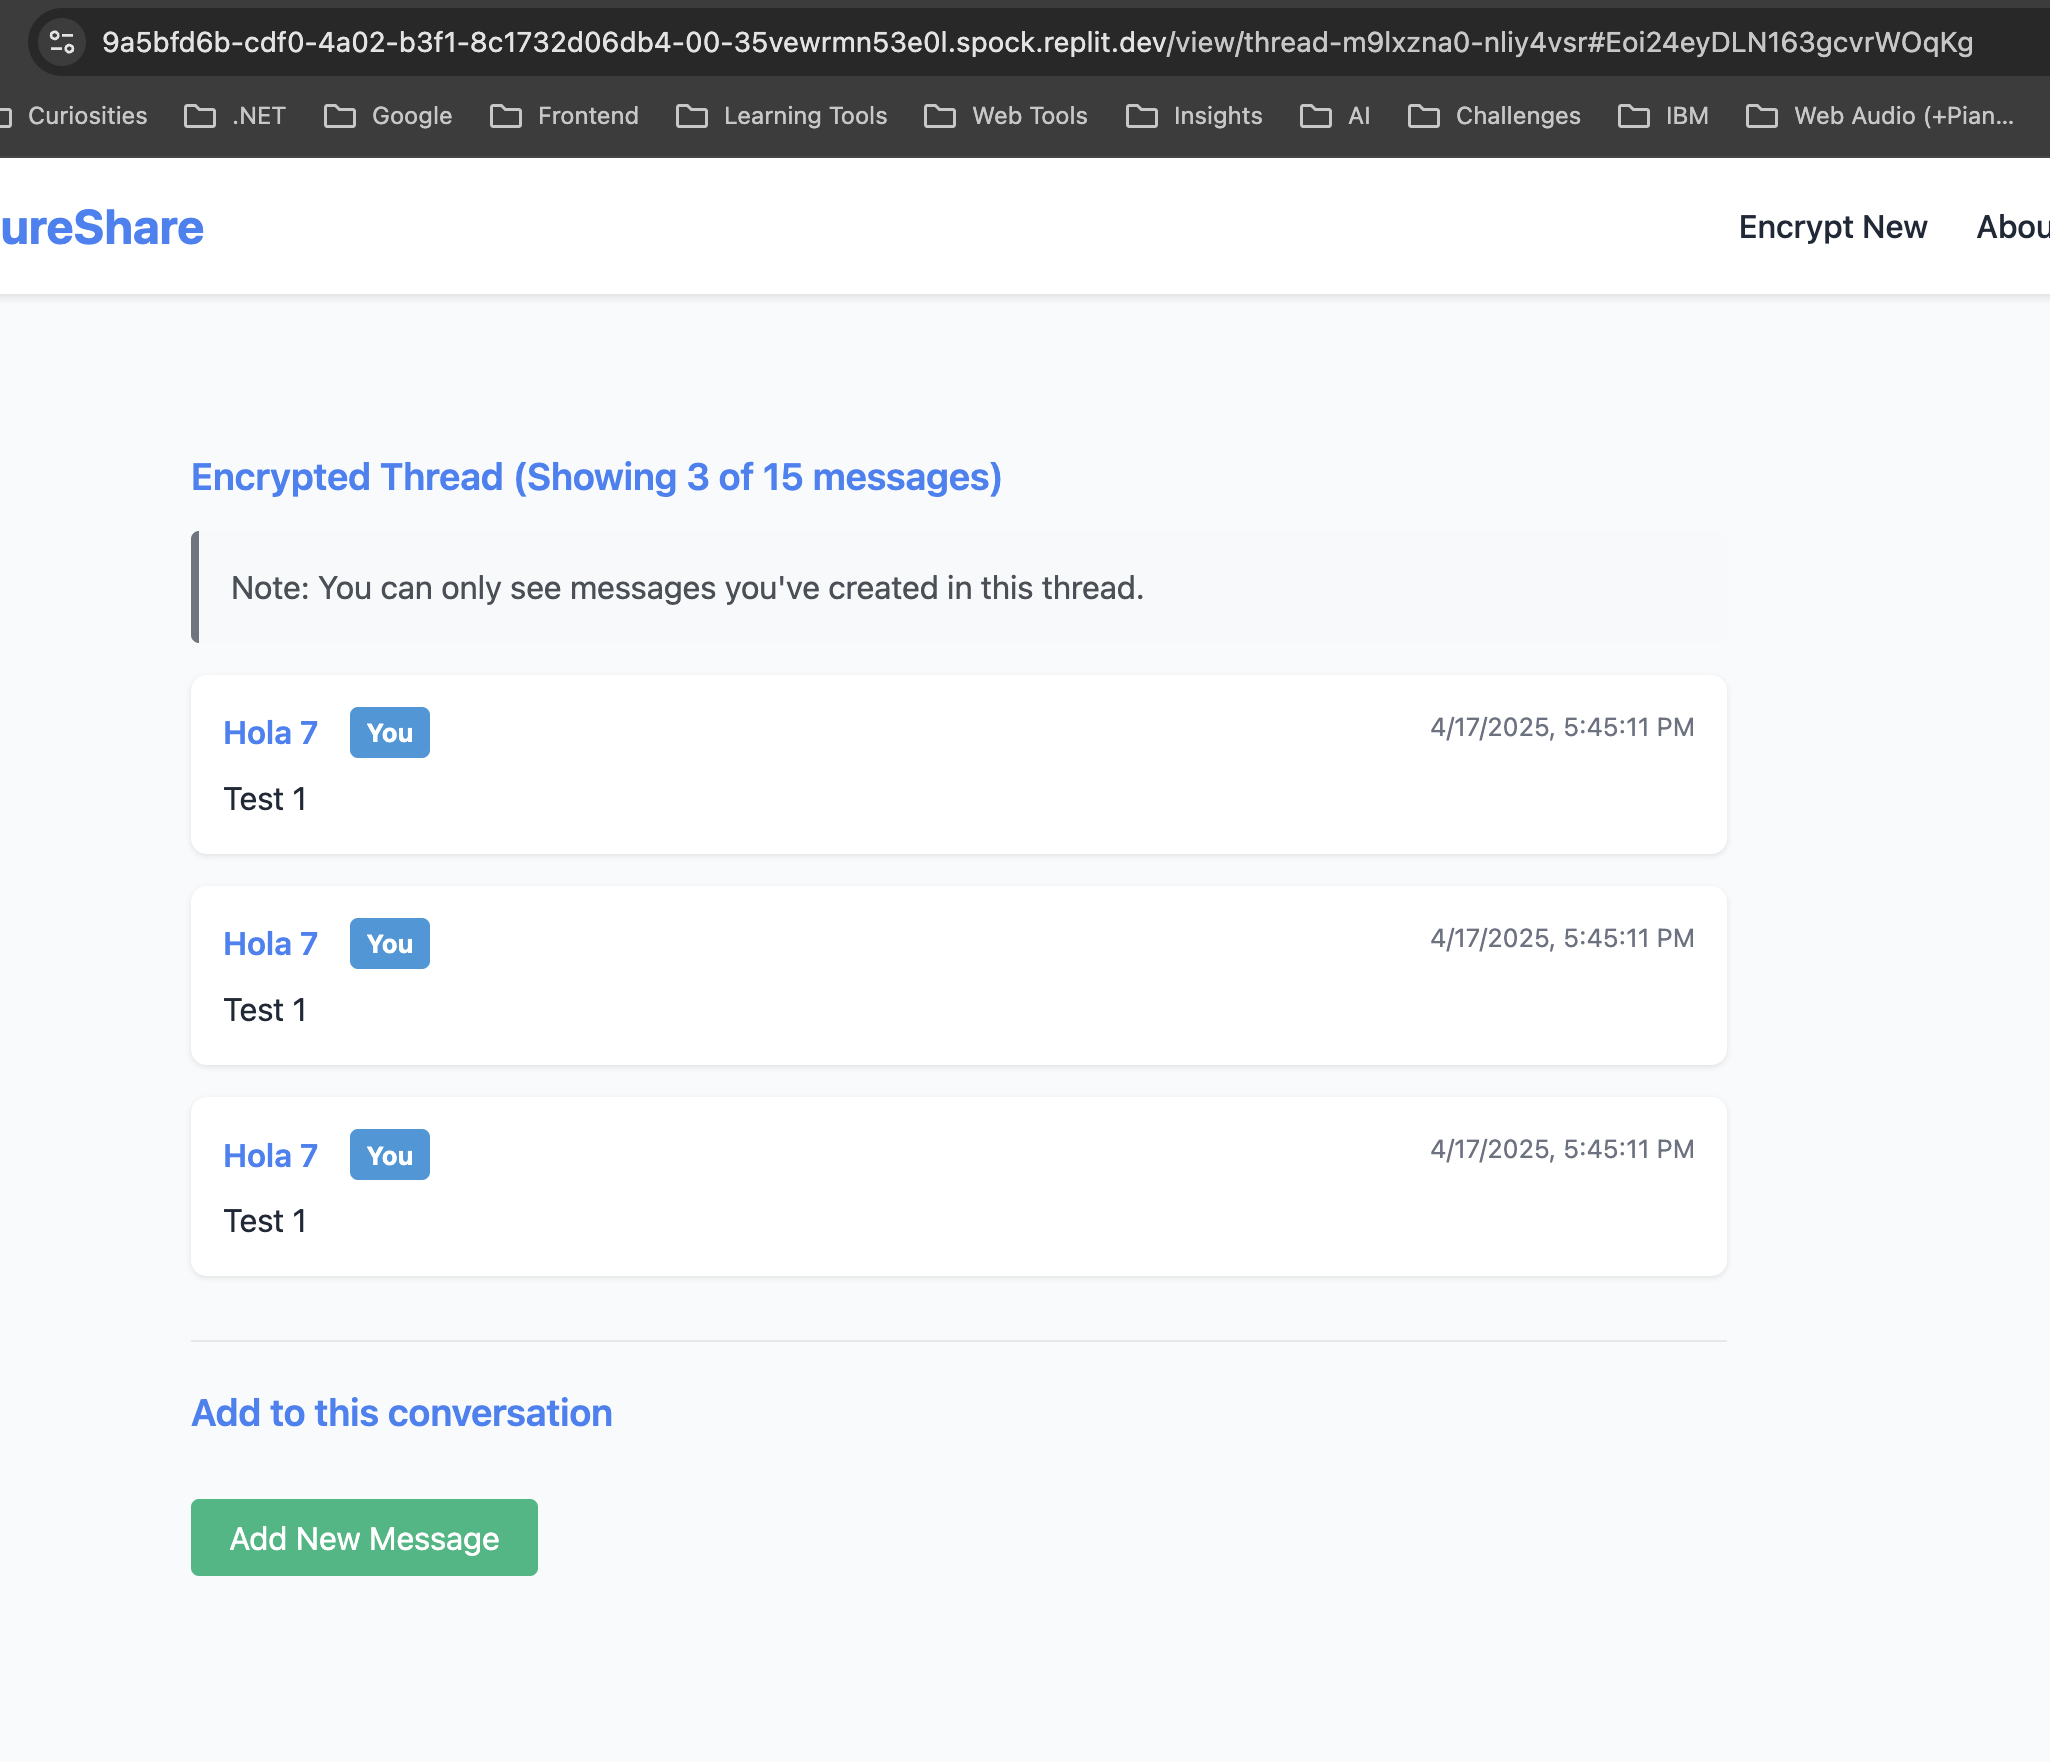 9a5bfd6b-cdf0-4a02-b3f1-8c1732d06db4-00-35vewrmn53e0l.spock.replit.dev/view/thread-m9lxzna0-nliy4vsr#Eoi24eyDLN163gcvrWOqKg
Curiosities .NET Google Frontend Learning Tools Web Tools Insights AI Challenges IBM Web Audio (+Pian...
ureShare Encrypt New Abou
Encrypted Thread (Showing 3 of 15 messages)
Note: You can only see messages you've created in this thread.
Hola 7 You 4/17/2025, 5:45:11 PM
Test 1
Hola 7 You 4/17/2025, 5:45:11 PM
Test 1
Hola 7 You 4/17/2025, 5:45:11 PM
Test 1
Add to this conversation
Add New Message